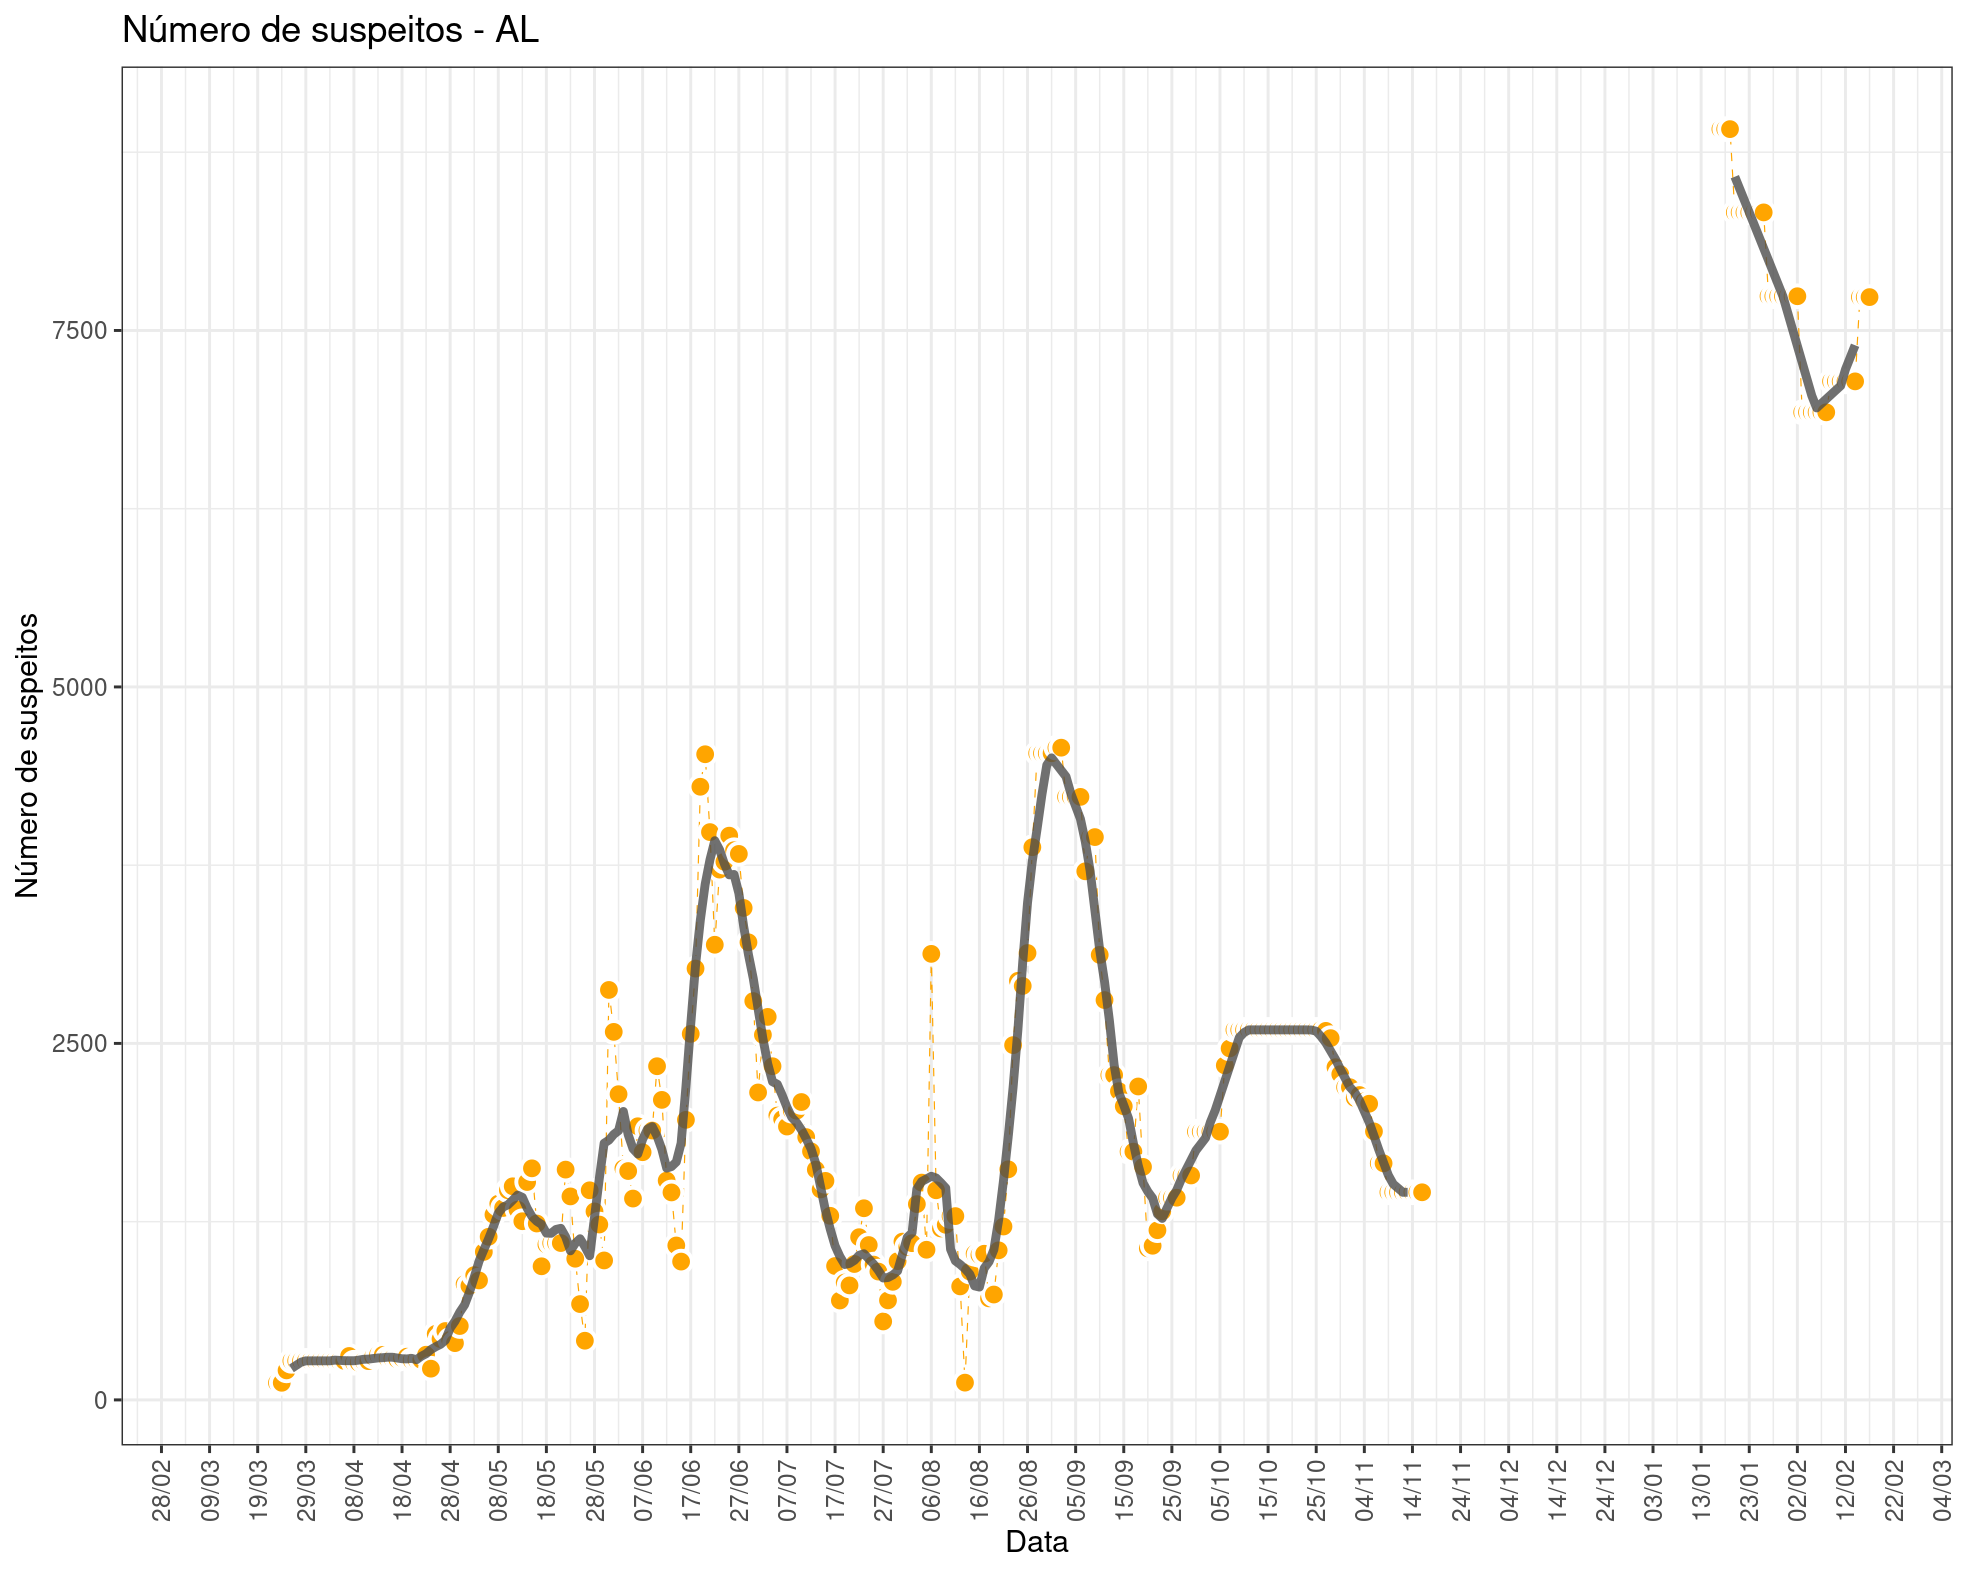 Número de suspeitos - AL
Número de suspeitos
7500
5000
2500
0
28/02 09/03 19/03 29/03 08/04 18/04 28/04 08/05 18/05 28/05 07/06 17/06 27/06 07/07 17/07 27/07 06/08 16/08 26/08 05/09 15/09 25/09 05/10 15/10 25/10 04/11 14/11 24/11 04/12 14/12 24/12 03/01 13/01 23/01 02/02 12/02 22/02 04/03
Data